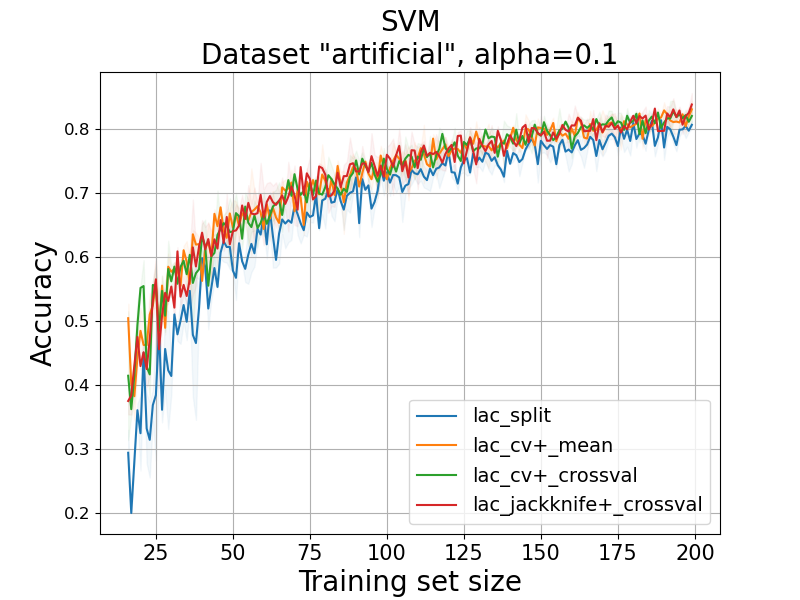 SVM
Dataset "artificial", alpha=0.1
Accuracy
0.8
0.7
0.6
0.5
0.4
0.3
0.2
lac_split
lac_cv+_mean
lac_cv+_crossval
lac_jackknife+_crossval
25 50 75 100 125 150 175 200
Training set size